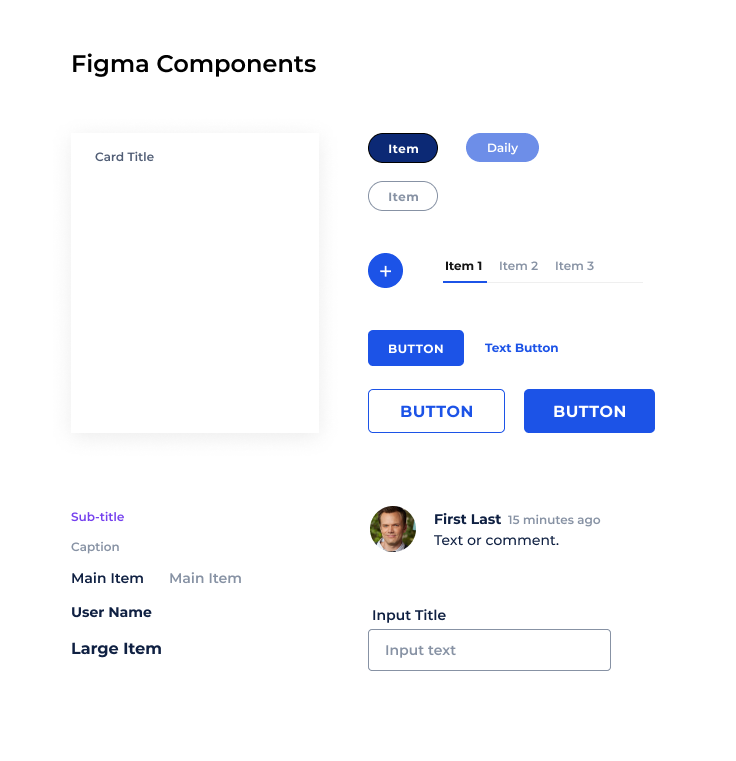 Figma Components
Card Title
Item
Daily
Item
+
Item 1
Item 2
Item 3
BUTTON
Text Button
BUTTON
BUTTON
Sub-title
Caption
Main Item
Main Item
User Name
Large Item
First Last 15 minutes ago
Text or comment.
Input Title
Input text